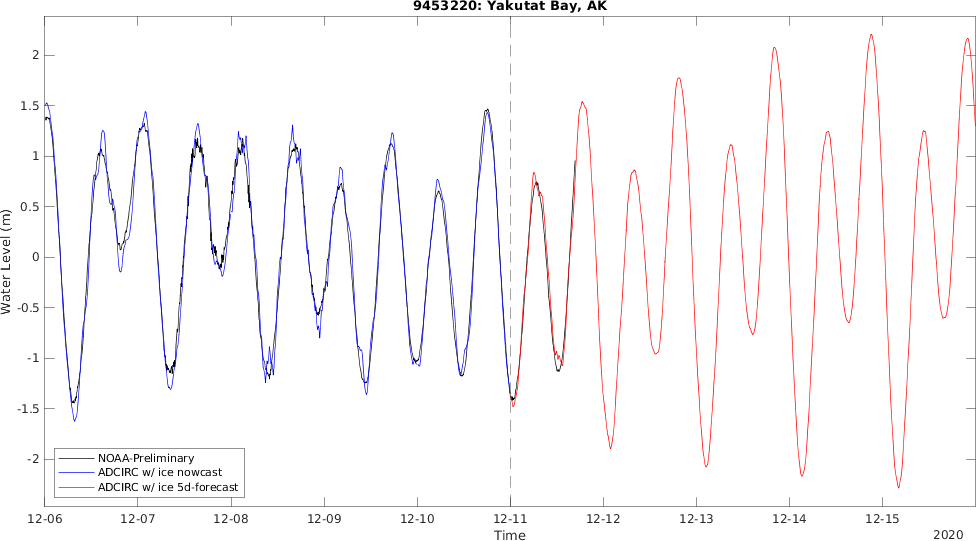 9453220: Yakutat Bay, AK
Water Level (m)
2
1.5
1
0.5
0
-0.5
-1
-1.5
-2
NOAA-Preliminary
ADCIRC w/ ice nowcast
ADCIRC w/ ice 5d-forecast
12-06 12-07 12-08 12-09 12-10 12-11 12-12 12-13 12-14 12-15
Time
2020